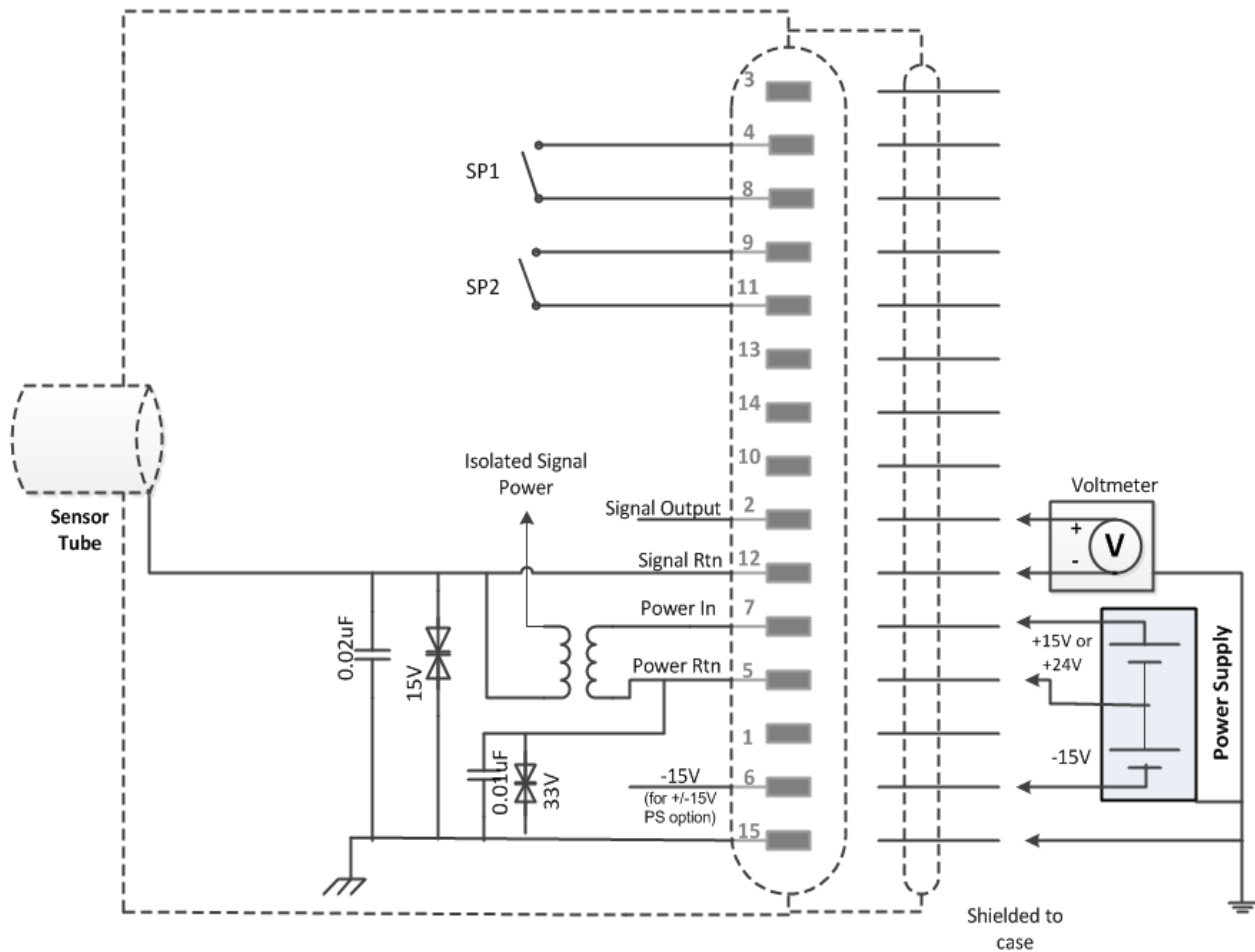 3
4
SP1
8
9
SP2
11
13
14
Isolated Signal
Power
10
Voltmeter
Sensor
Tube
Signal Output
2
+
V
-
Signal Rtn
12
Power In
7
0.02uF
15V
Power Rtn
5
+15V or
+24V
Power Supply
1
0.01uF
33V
-15V
(for +/-15V
PS option)
6
-15V
15
Shielded to
case